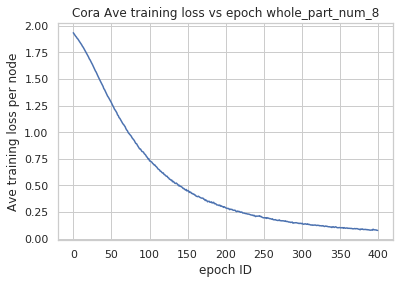 Cora Ave training loss vs epoch whole_part_num_8
Ave training loss per node
2.00
1.75
1.50
1.25
1.00
0.75
0.50
0.25
0.00
0 50 100 150 200 250 300 350 400
epoch ID